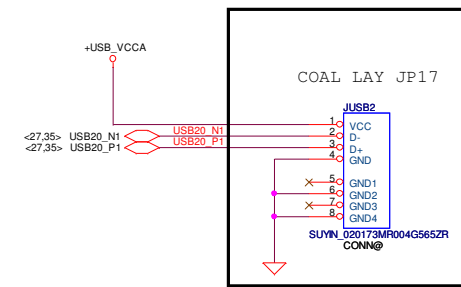 +USB_VCCA
COAL LAY JP17
JUSB2
1 VCC
<27,35> USB20_N1 USB20_N1 2 D-
<27,35> USB20_P1 USB20_P1 3 D+
4 GND
5 GND1
6 GND2
7 GND3
8 GND4
SUYIN_020173MR004G565ZR
CONN@